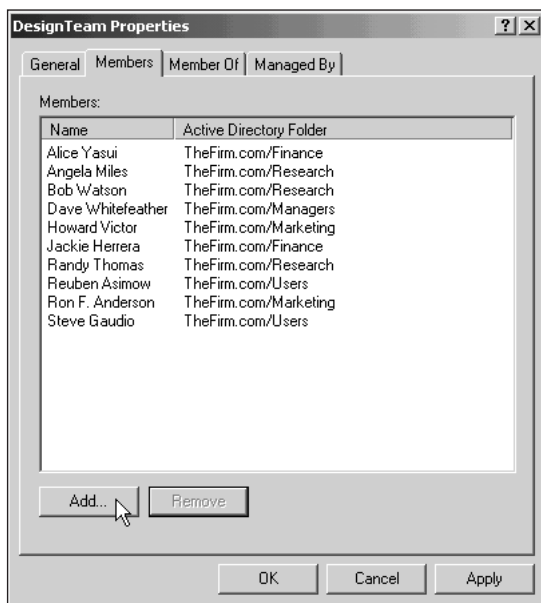 DesignTeam Properties
General Members Member Of Managed By
Members:
Name Active Directory Folder
Alice Yasui TheFirm.com/Finance
Angela Miles TheFirm.com/Research
Bob Watson TheFirm.com/Research
Dave Whitefeather TheFirm.com/Managers
Howard Victor TheFirm.com/Marketing
Jackie Herrera TheFirm.com/Finance
Randy Thomas TheFirm.com/Research
Reuben Asimow TheFirm.com/Users
Ron F. Anderson TheFirm.com/Marketing
Steve Gaudio TheFirm.com/Users
Add... Remove
OK Cancel Apply